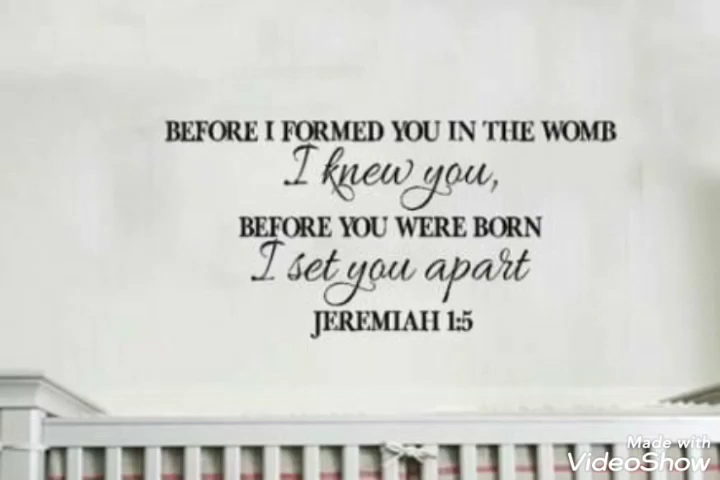 BEFORE I FORMED YOU IN THE WOMB
I knew you,
BEFORE YOU WERE BORN
I set you apart
JEREMIAH 1:5
Made with
VideoShow